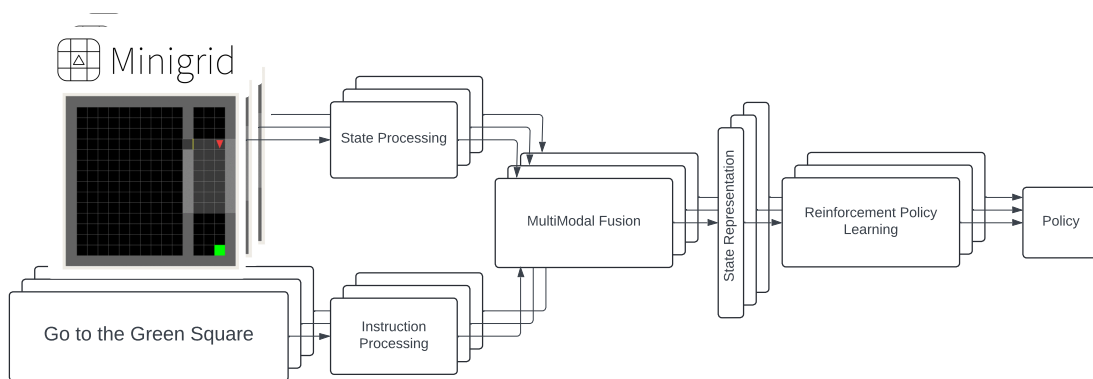 Minigrid
State Processing
MultiModal Fusion
State Representation
Reinforcement Policy
Learning
Policy
Go to the Green Square
Instruction
Processing